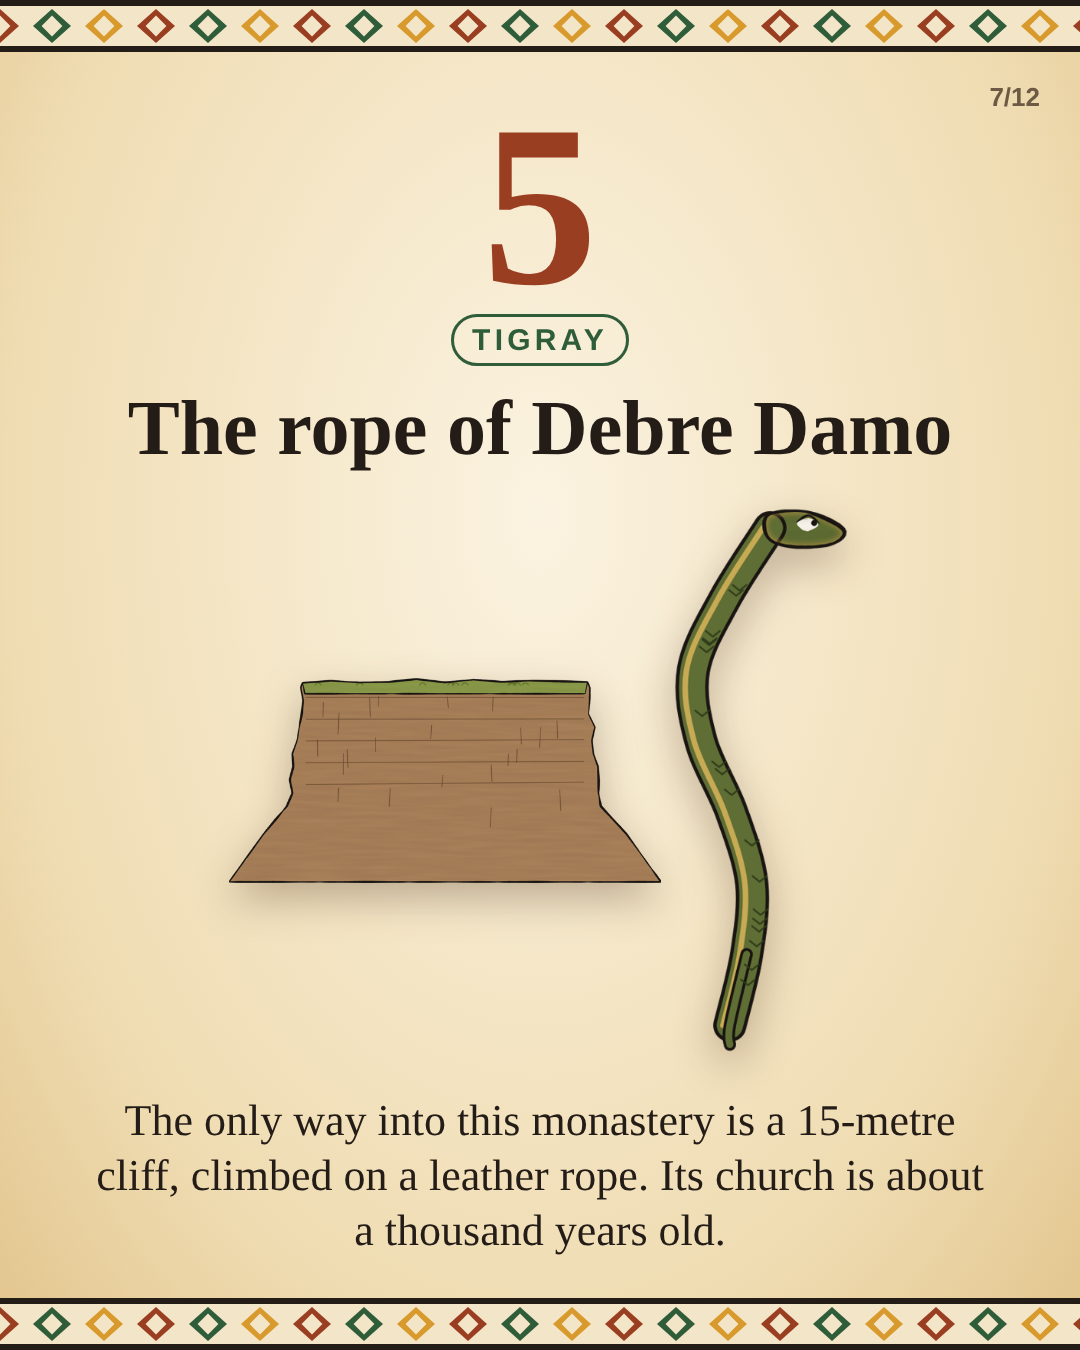 7/12
5
TIGRAY
The rope of Debre Damo
The only way into this monastery is a 15-metre
cliff, climbed on a leather rope. Its church is about
a thousand years old.